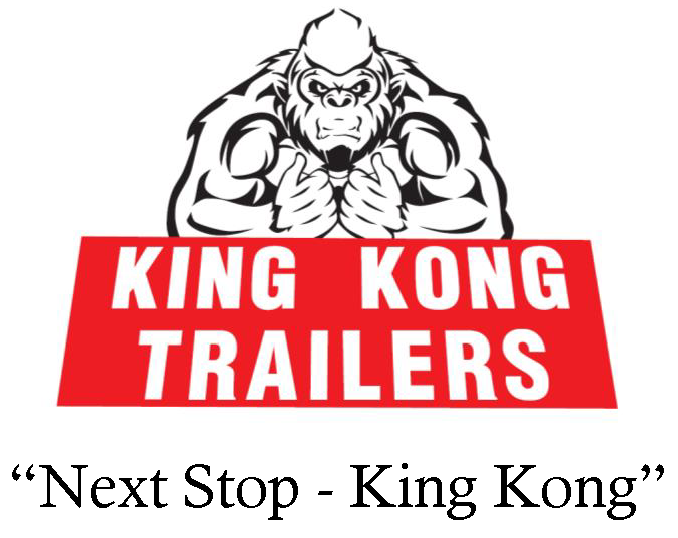 KING KONG
TRAILERS
“Next Stop - King Kong”